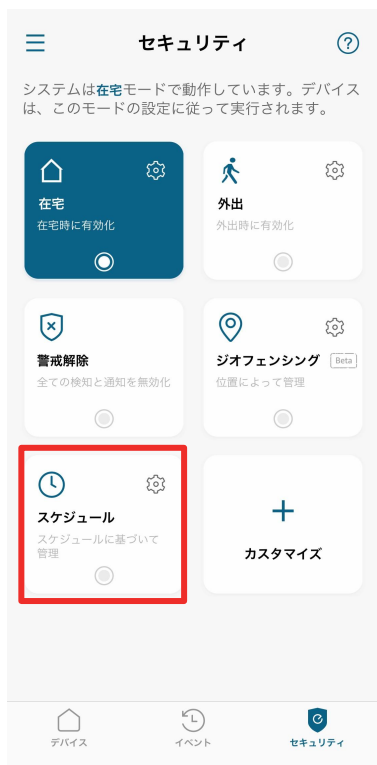 セキュリティ
システムは在宅モードで動作しています。デバイス
は、このモードの設定に従って実行されます。
在宅
在宅時に有効化
外出
外出時に有効化
警戒解除
全ての検知と通知を無効化
ジオフェンシング Beta
位置によって管理
スケジュール
スケジュールに基づいて
管理
カスタマイズ
デバイス
イベント
セキュリティ